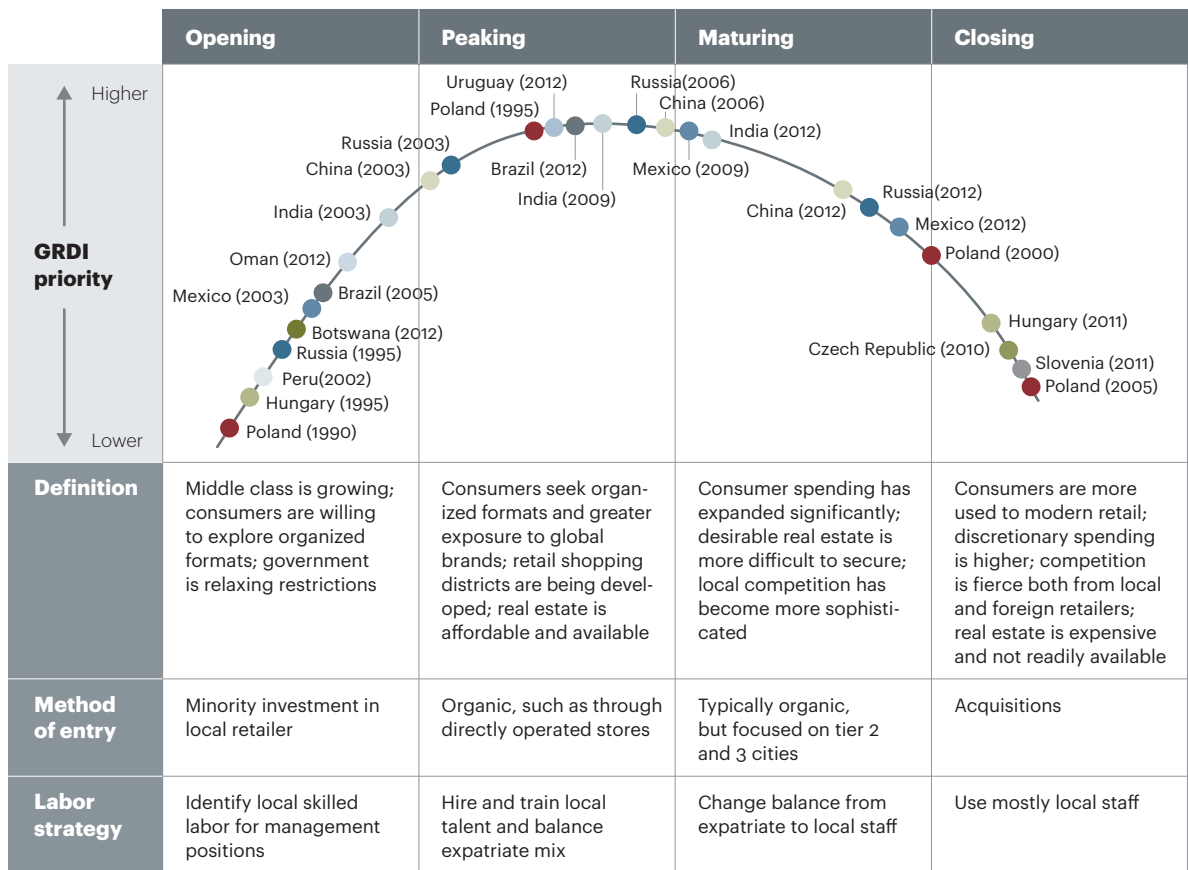 Opening
Peaking
Maturing
Closing
Higher
GRDI
priority
Lower
Uruguay (2012)
Russia(2006)
Poland (1995)
China (2006)
India (2012)
Russia (2003)
China (2003)
Brazil (2012)
Mexico (2009)
India (2009)
India (2003)
China (2012)
Russia(2012)
Mexico (2012)
Oman (2012)
Poland (2000)
Mexico (2003)
Brazil (2005)
Botswana (2012)
Hungary (2011)
Russia (1995)
Czech Republic (2010)
Slovenia (2011)
Peru(2002)
Poland (2005)
Hungary (1995)
Poland (1990)
Definition
Middle class is growing;
consumers are willing
to explore organized
formats; government
is relaxing restrictions
Consumers seek organ-
ized formats and greater
exposure to global
brands; retail shopping
districts are being devel-
oped; real estate is
affordable and available
Consumer spending has
expanded significantly;
desirable real estate is
more difficult to secure;
local competition has
become more sophisti-
cated
Consumers are more
used to modern retail;
discretionary spending
is higher; competition
is fierce both from local
and foreign retailers;
real estate is expensive
and not readily available
Method
of entry
Minority investment in
local retailer
Organic, such as through
directly operated stores
Typically organic,
but focused on tier 2
and 3 cities
Acquisitions
Labor
strategy
Identify local skilled
labor for management
positions
Hire and train local
talent and balance
expatriate mix
Change balance from
expatriate to local staff
Use mostly local staff